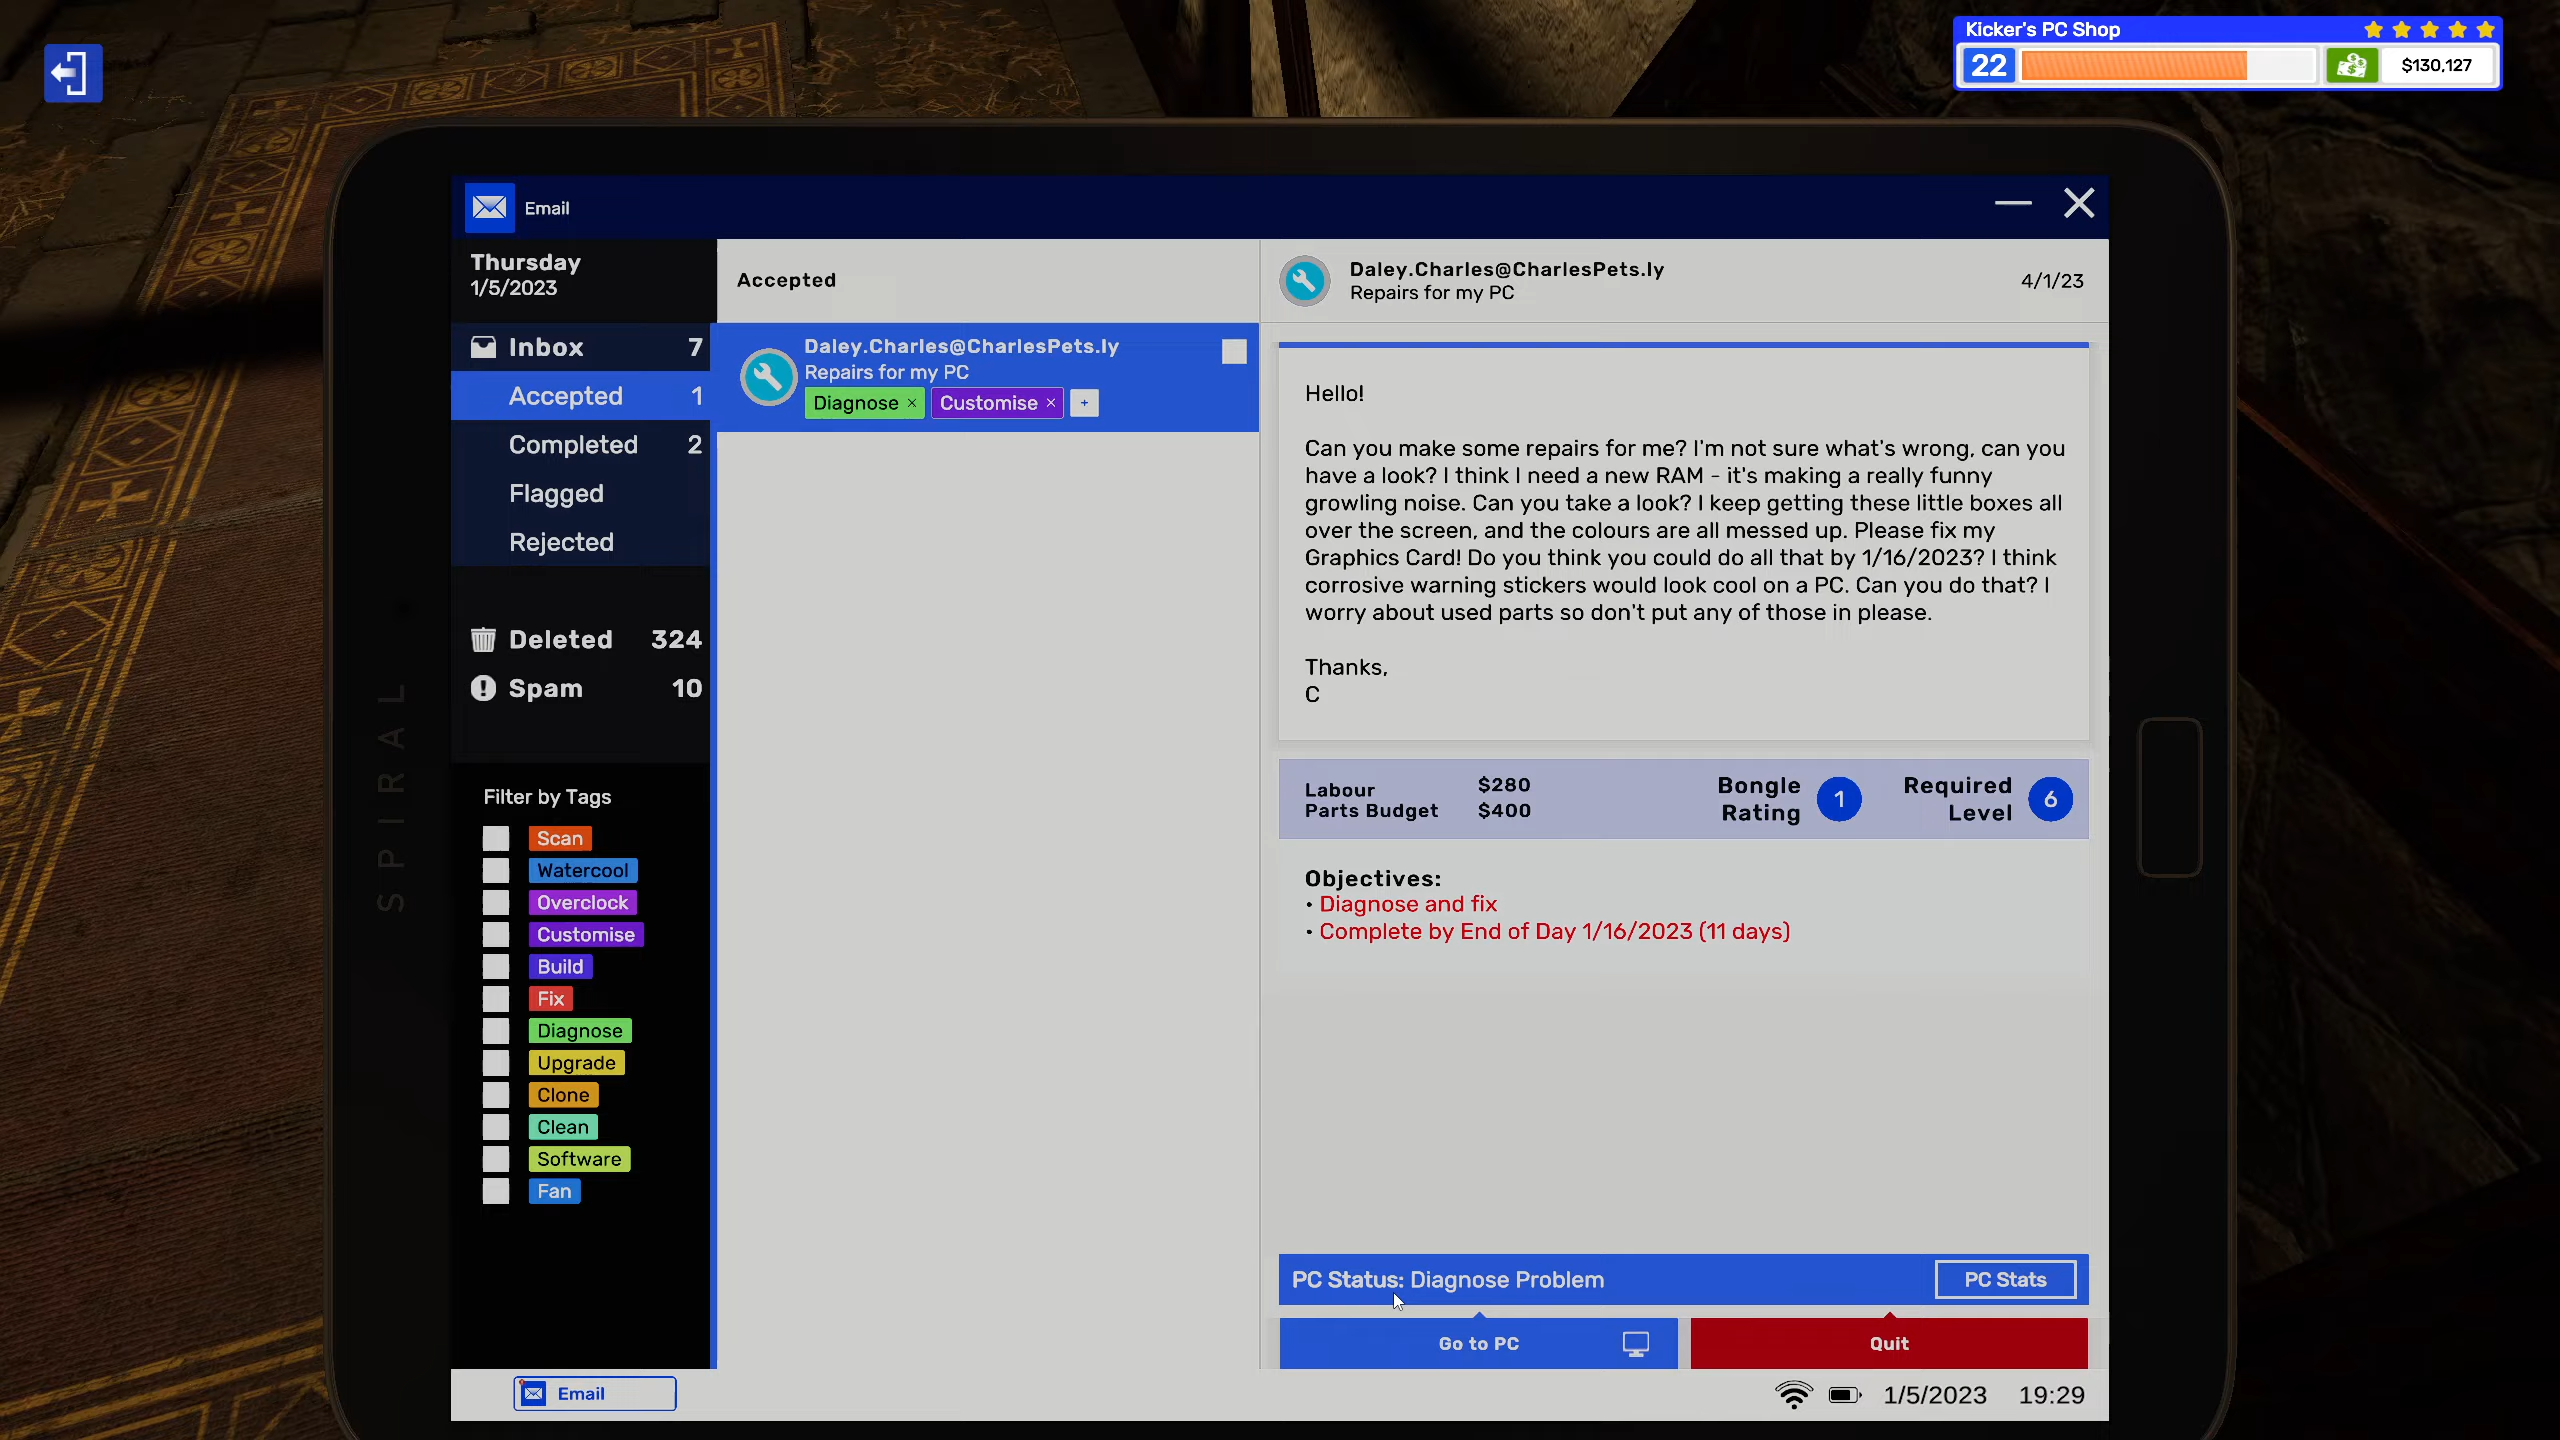 Kicker's PC Shop
22
$130,127
Email
Thursday
1/5/2023
Inbox 7
Accepted 1
Completed 2
Flagged
Rejected
Deleted 324
Spam 10
Filter by Tags
Scan
Watercool
Overclock
Customise
Build
Fix
Diagnose
Upgrade
Clone
Clean
Software
Fan
Accepted
Daley.Charles@CharlesPets.ly
Repairs for my PC
Diagnose × Customise × +
Daley.Charles@CharlesPets.ly
Repairs for my PC
4/1/23
Hello!
Can you make some repairs for me? I'm not sure what's wrong, can you
have a look? I think I need a new RAM - it's making a really funny
growling noise. Can you take a look? I keep getting these little boxes all
over the screen, and the colours are all messed up. Please fix my
Graphics Card! Do you think you could do all that by 1/16/2023? I think
corrosive warning stickers would look cool on a PC. Can you do that? I
worry about used parts so don't put any of those in please.
Thanks,
C
Labour $280
Parts Budget $400
Bongle
Rating
1
Required
Level
6
Objectives:
• Diagnose and fix
• Complete by End of Day 1/16/2023 (11 days)
PC Status: Diagnose Problem
PC Stats
Go to PC
Quit
Email
1/5/2023 19:29
SPIRAL